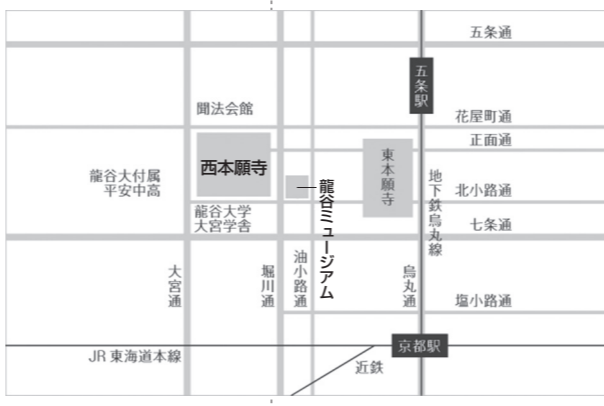 五条通
五条駅
聞法会館
花屋町通
正面通
西本願寺
東本願寺
地下鉄烏丸線
龍谷大付属
平安中高
龍谷ミュージアム
北小路通
龍谷大学
大宮学舎
七条通
大宮通
堀川通
油小路通
烏丸通
塩小路通
京都駅
JR東海道本線
近鉄